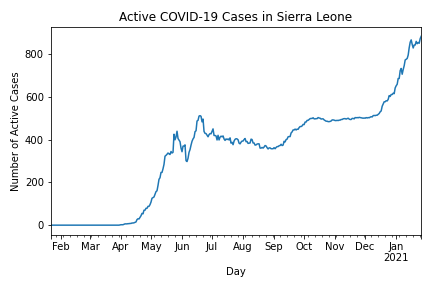 Active COVID-19 Cases in Sierra Leone
Number of Active Cases
800
600
400
200
0
Feb Mar Apr May Jun Jul Aug Sep Oct Nov Dec Jan
2021
Day